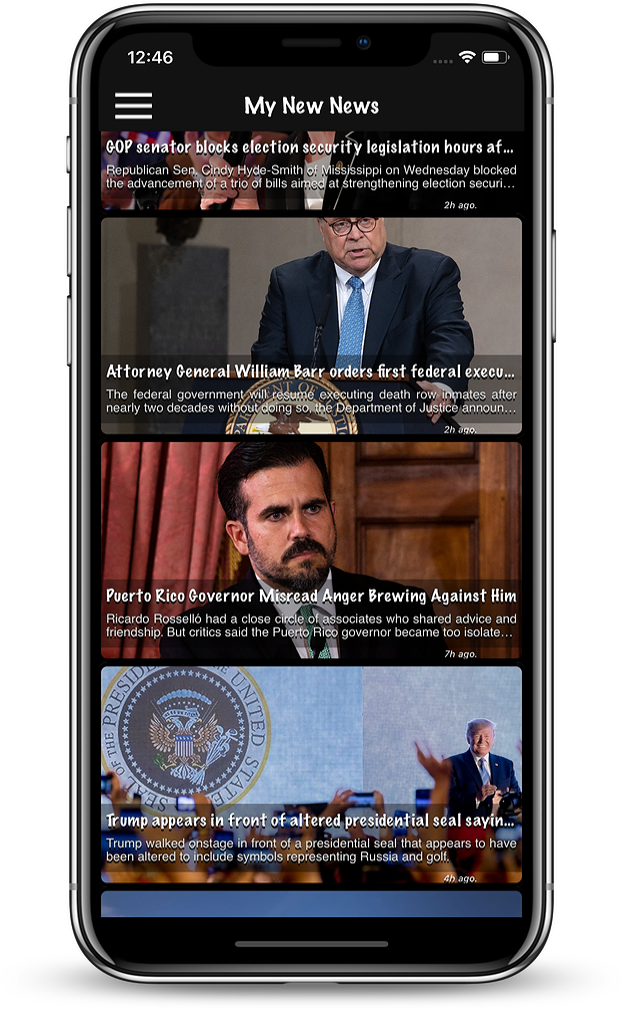 12:46
My New News
GOP senator blocks election security legislation hours af...
Republican Sen. Cindy Hyde-Smith of Mississippi on Wednesday blocked
the advancement of a trio of bills aimed at strengthening election securi...
2h ago.
Attorney General William Barr orders first federal execu...
The federal government will resume executing death row inmates after
nearly two decades without doing so, the Department of Justice announ...
2h ago.
Puerto Rico Governor Misread Anger Brewing Against Him
Ricardo Rosselló had a close circle of associates who shared advice and
friendship. But critics said the Puerto Rico governor became too isolate...
7h ago.
SEAL OF THE PRESIDENT UNITED
Trump appears in front of altered presidential seal sayin...
Trump walked onstage in front of a presidential seal that appears to have
been altered to include symbols representing Russia and golf.
4h ago.